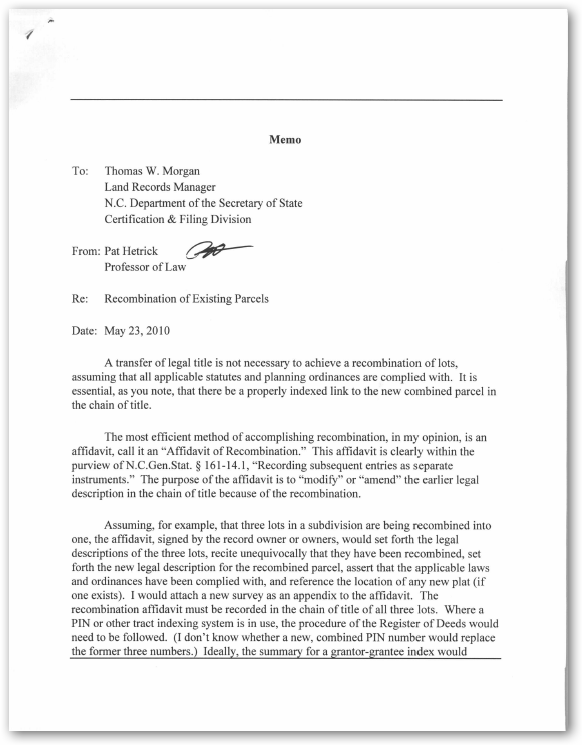 Memo
To: Thomas W. Morgan
Land Records Manager
N.C. Department of the Secretary of State
Certification & Filing Division
From: Pat Hetrick
Professor of Law
Re: Recombination of Existing Parcels
Date: May 23, 2010
A transfer of legal title is not necessary to achieve a recombination of lots,
assuming that all applicable statutes and planning ordinances are complied with. It is
essential, as you note, that there be a properly indexed link to the new combined parcel in
the chain of title.
The most efficient method of accomplishing recombination, in my opinion, is an
affidavit, call it an “Affidavit of Recombination.” This affidavit is clearly within the
purview of N.C.Gen.Stat. § 161-14.1, “Recording subsequent entries as separate
instruments.” The purpose of the affidavit is to “modify” or “amend” the earlier legal
description in the chain of title because of the recombination.
Assuming, for example, that three lots in a subdivision are being recombined into
one, the affidavit, signed by the record owner or owners, would set forth the legal
descriptions of the three lots, recite unequivocally that they have been recombined, set
forth the new legal description for the recombined parcel, assert that the applicable laws
and ordinances have been complied with, and reference the location of any new plat (if
one exists). I would attach a new survey as an appendix to the affidavit. The
recombination affidavit must be recorded in the chain of title of all three lots. Where a
PIN or other tract indexing system is in use, the procedure of the Register of Deeds would
need to be followed. (I don’t know whether a new, combined PIN number would replace
the former three numbers.) Ideally, the summary for a grantor-grantee index would